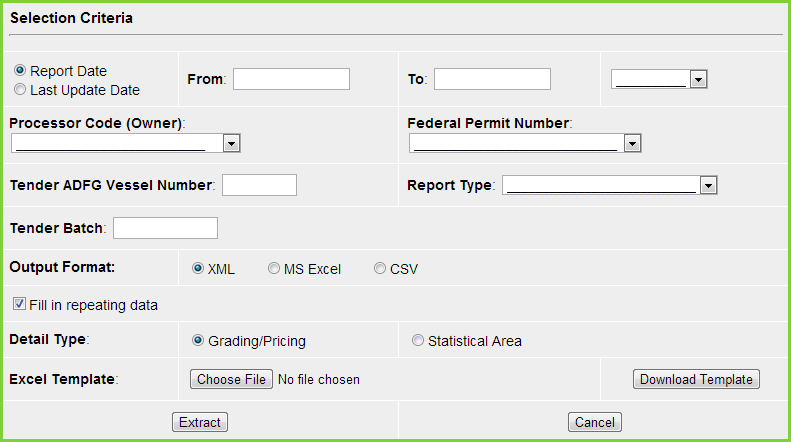 Selection Criteria
Report Date
Last Update Date
From:
To:
Processor Code (Owner):
Federal Permit Number:
Tender ADFG Vessel Number:
Report Type:
Tender Batch:
Output Format: XML MS Excel CSV
Fill in repeating data
Detail Type: Grading/Pricing Statistical Area
Excel Template: Choose File No file chosen Download Template
Extract Cancel